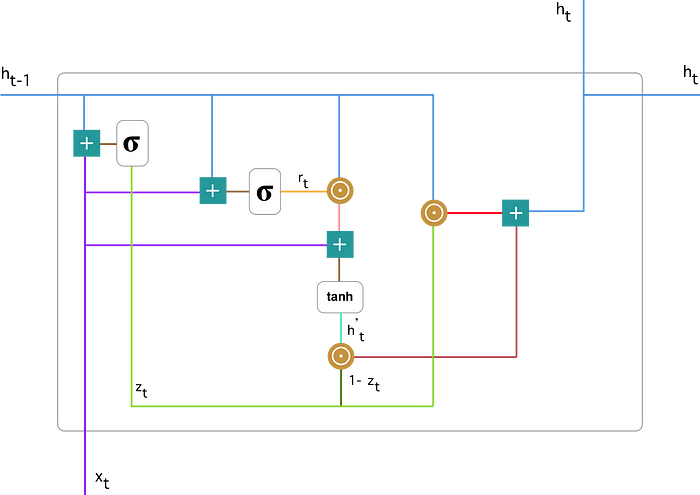 h_t
h_t-1
h_t
+
σ
+
σ
r_t
+
+
tanh
h'_t
1- z_t
z_t
x_t